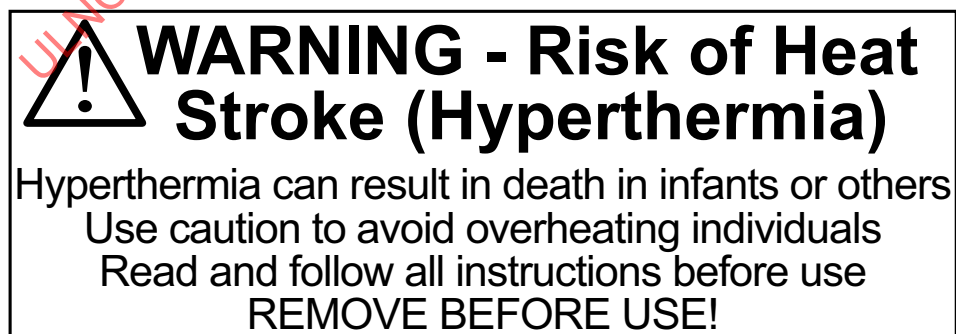 ULNO
WARNING - Risk of Heat
Stroke (Hyperthermia)
Hyperthermia can result in death in infants or others
Use caution to avoid overheating individuals
Read and follow all instructions before use
REMOVE BEFORE USE!